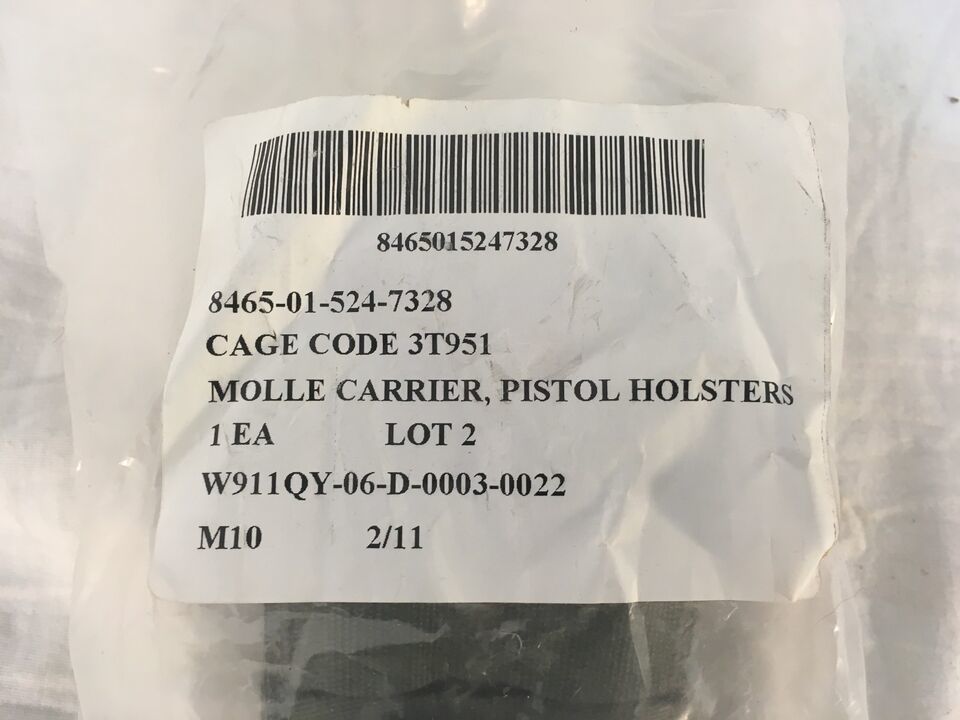 8465015247328
8465-01-524-7328
CAGE CODE 3T951
MOLLE CARRIER, PISTOL HOLSTERS
1 EA LOT 2
W911QY-06-D-0003-0022
M10 2/11